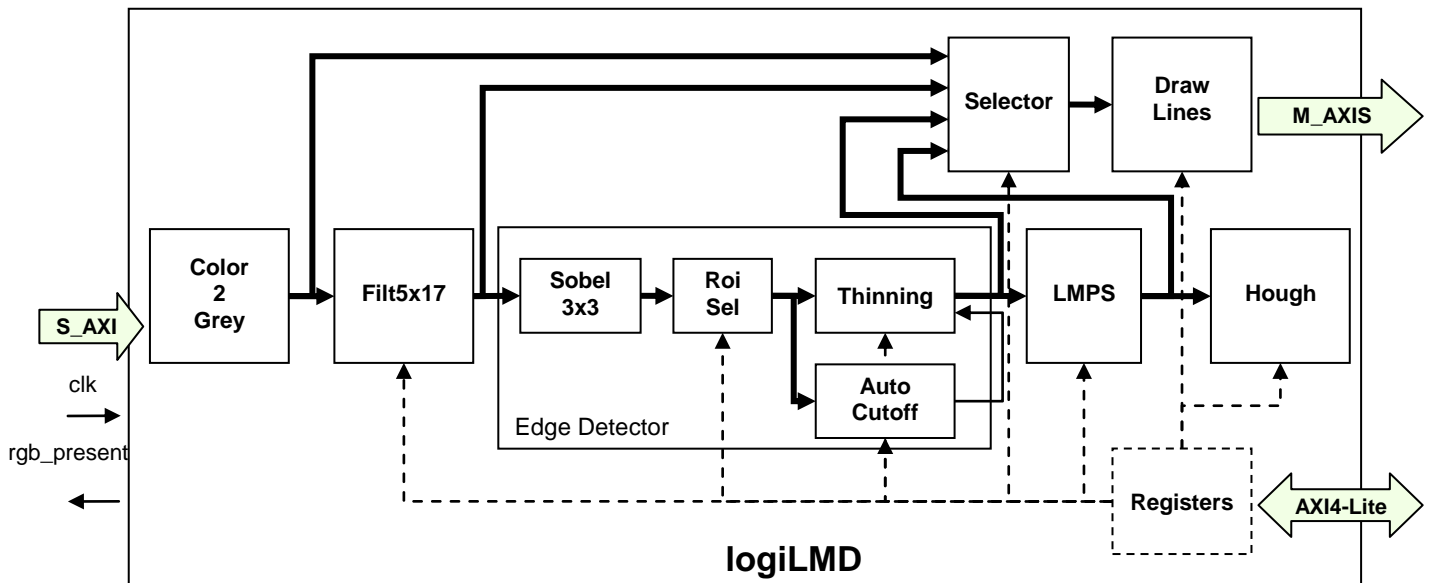 Selector
Draw
Lines
M_AXIS
Color
2
Grey
Filt5x17
Sobel
3x3
Roi
Sel
Thinning
LMPS
Hough
S_AXI
clk
Auto
Cutoff
Edge Detector
rgb_present
Registers
AXI4-Lite
logiLMD